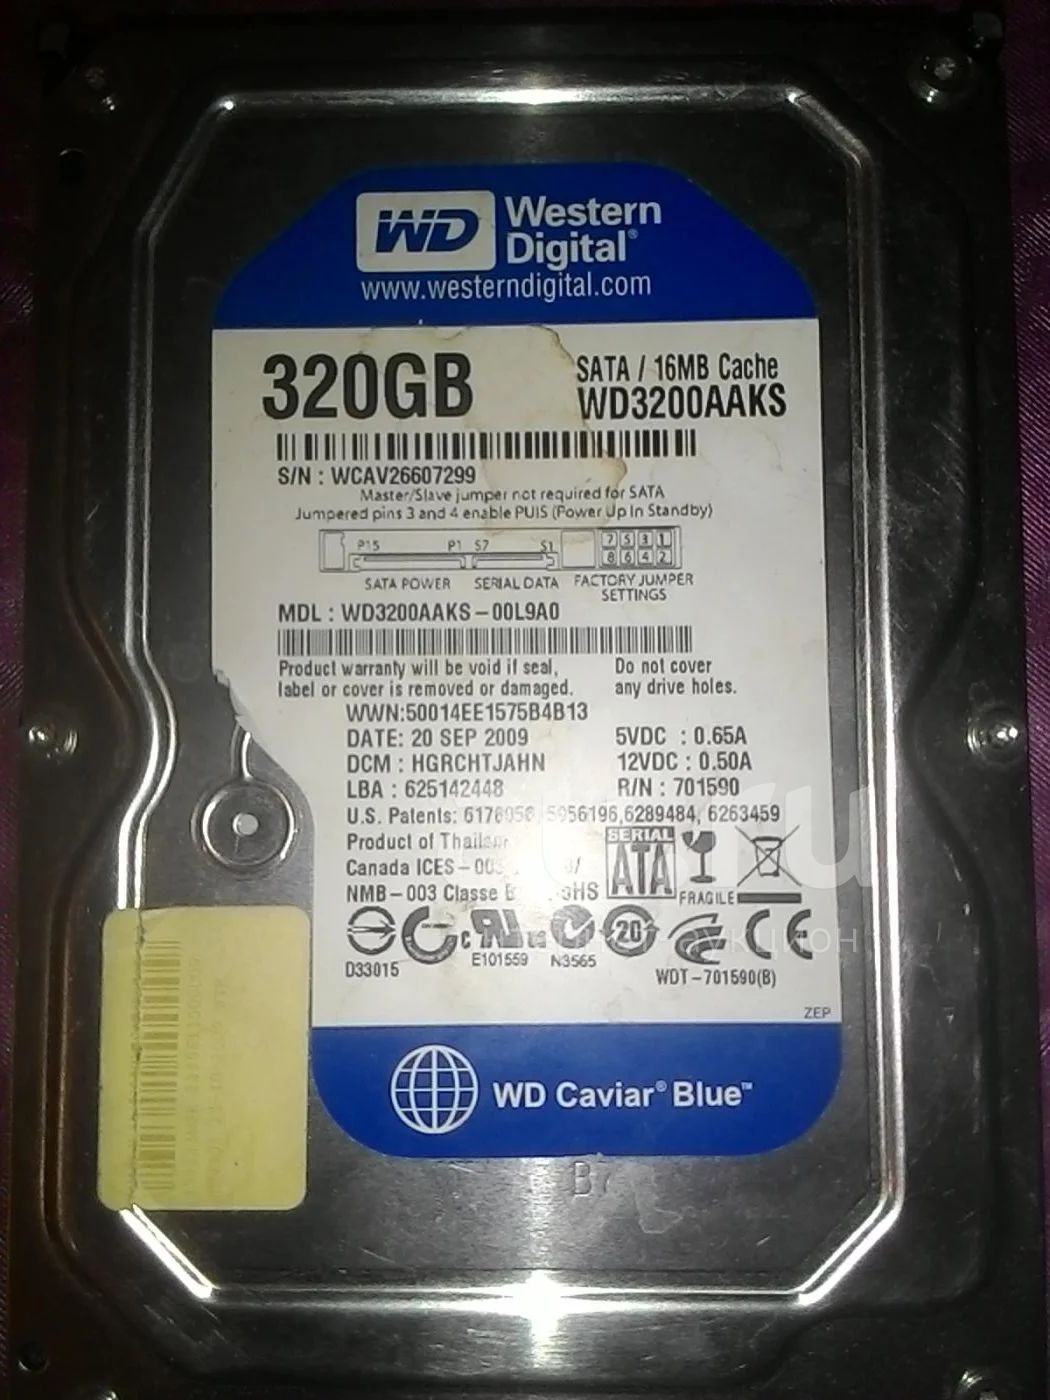 WD Western
Digital®
www.westerndigital.com
320GB
SATA / 16MB Cache
WD3200AAKS
S/N : WCAV26607299
Master/Slave jumper not required for SATA
Jumpered pins 3 and 4 enable PUIS (Power Up In Standby)
P15 P1 S7 S1 7 5 3 1
8 6 4 2
SATA POWER SERIAL DATA FACTORY JUMPER
SETTINGS
MDL : WD3200AAKS-00L9A0
Product warranty will be void if seal,
label or cover is removed or damaged.
Do not cover
any drive holes.
WWN:50014EE1575B4B13
DATE: 20 SEP 2009
5VDC : 0.65A
DCM : HGRCHTJAHN
12VDC : 0.50A
LBA : 625142448
R/N : 701590
U.S. Patents: 5956196,6289484, 6263459
Product of
Canada ICES-003
NMB-003 Classe B
SERIAL
ATA
FRAGILE
20
CE
D33015
E101559
N3565
WDT-701590(B)
ZEP
WD Caviar® Blue™
B7